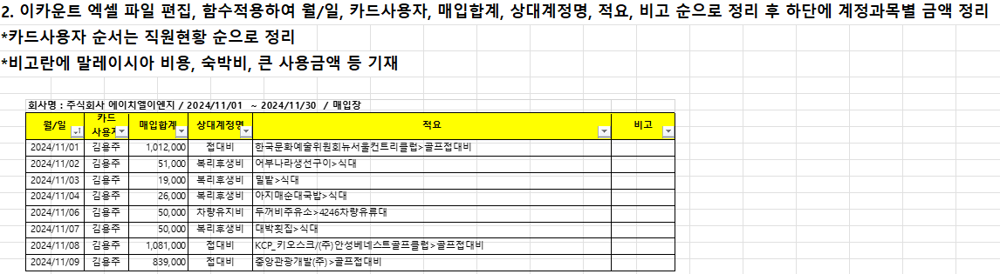 2. 이카운트 엑셀 파일 편집, 함수적용하여 월/일, 카드사용자, 매입합계, 상대계정명, 적요, 비고 순으로 정리 후 하단에 계정과목별 금액 정리
*카드사용자 순서는 직원현황 순으로 정리
*비고란에 말레이시아 비용, 숙박비, 큰 사용금액 등 기재
회사명 : 주식회사 에이치엘이엔지 / 2024/11/01 ~ 2024/11/30 / 매입장
월/일 카드 사용자 매입합계 상대계정명 적요 비고
2024/11/01 김용주 1,012,000 접대비 한국문화예술위원회뉴서울컨트리클럽>골프접대비
2024/11/02 김용주 51,000 복리후생비 어부나라생선구이>식대
2024/11/03 김용주 19,000 복리후생비 밀밭>식대
2024/11/04 김용주 26,000 복리후생비 아지매순대국밥>식대
2024/11/06 김용주 50,000 차량유지비 두꺼비주유소>4246차량유류대
2024/11/07 김용주 50,000 복리후생비 대박횟집>식대
2024/11/08 김용주 1,081,000 접대비 KCP_키오스크/(주)안성베네스트골프클럽>골프접대비
2024/11/09 김용주 839,000 접대비 중앙관광개발(주)>골프접대비